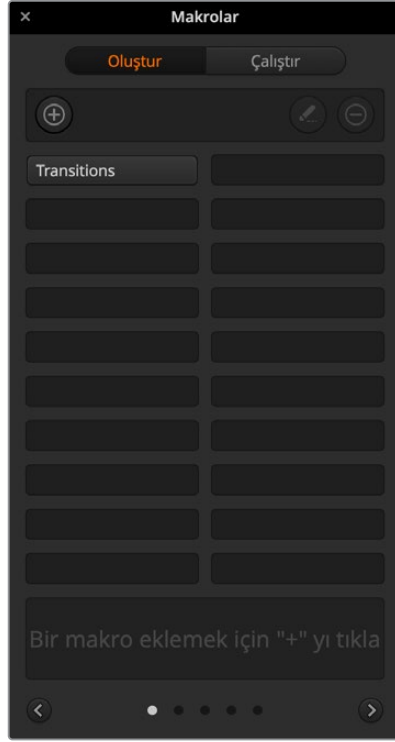 Makrolar
Oluştur
Çalıştır
Transitions
Bir makro eklemek için "+" yı tıkla